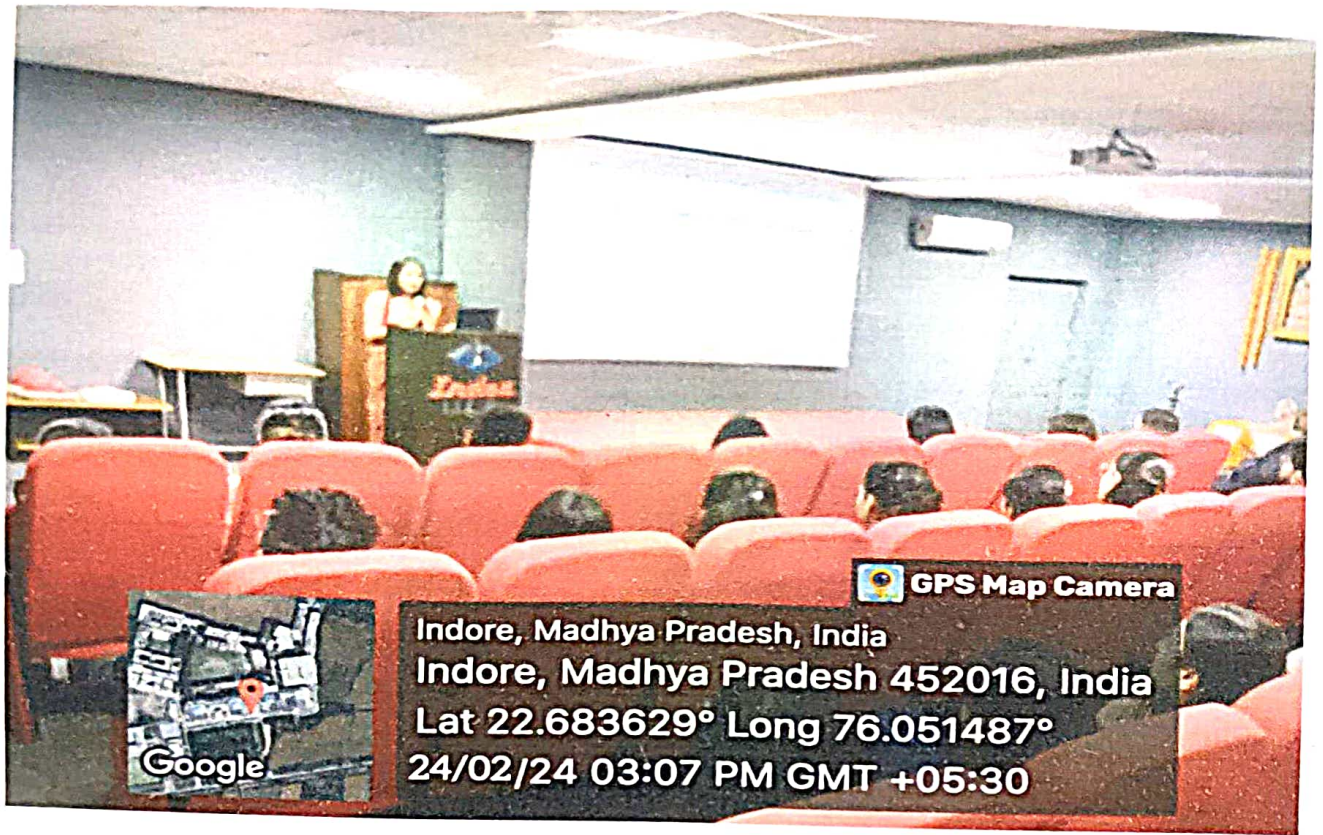 Index
GPS Map Camera
Indore, Madhya Pradesh, India
Indore, Madhya Pradesh 452016, India
Lat 22.683629° Long 76.051487°
24/02/24 03:07 PM GMT +05:30
Google